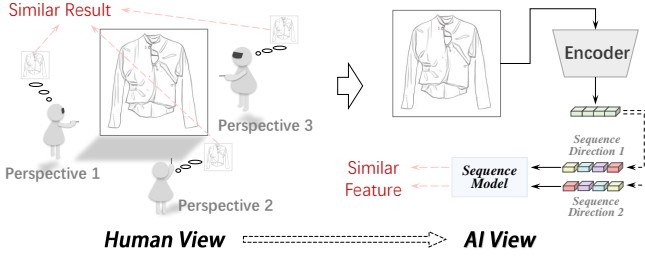 Similar Result
Perspective 1
Perspective 2
Perspective 3
Human View
Encoder
Sequence
Direction 1
Sequence
Model
Similar
Feature
Sequence
Direction 2
AI View